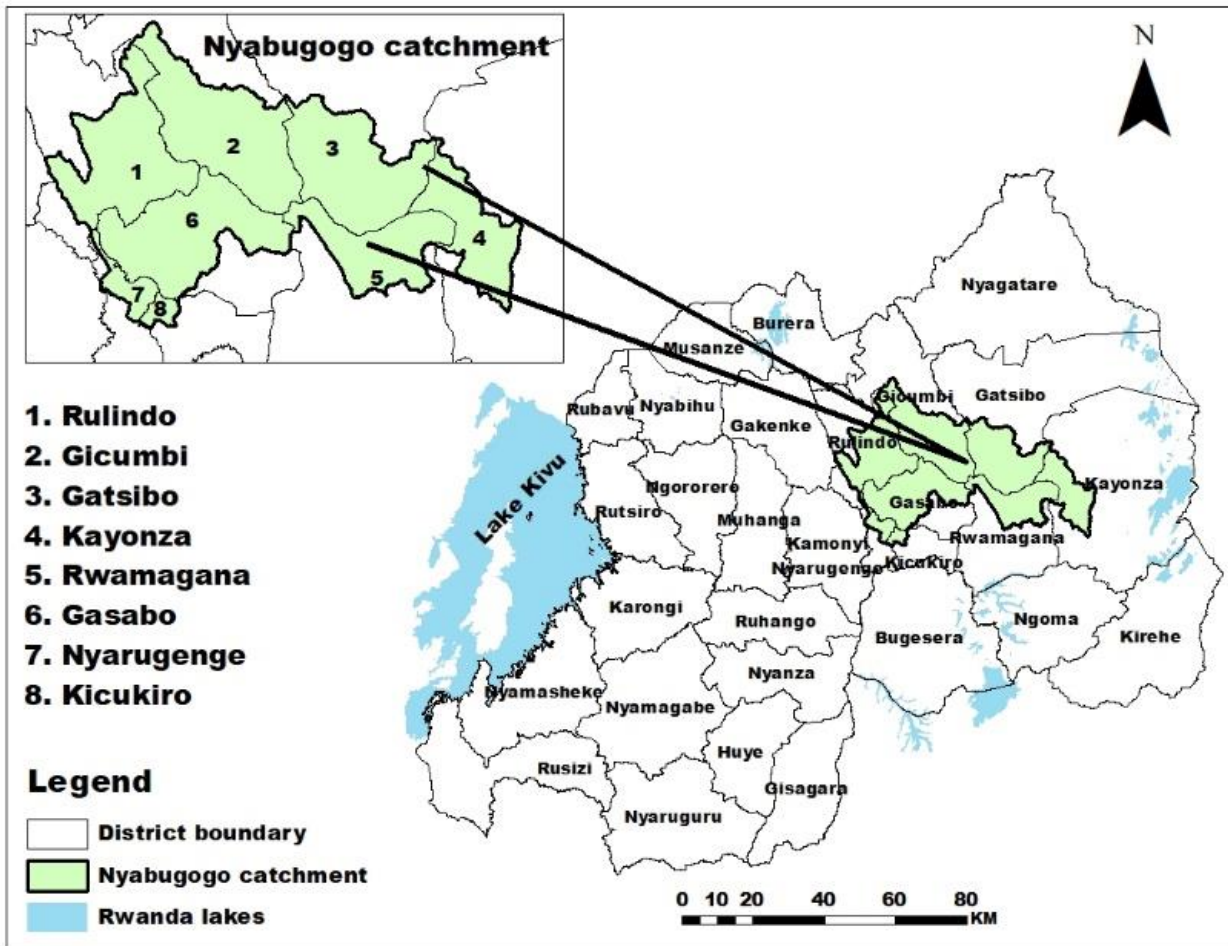 Nyabugogo catchment
1
2
3
4
5
6
7
8
N
1. Rulindo
2. Gicumbi
3. Gatsibo
4. Kayonza
5. Rwamagana
6. Gasabo
7. Nyarugenge
8. Kicukiro
Nyagatare
Burera
Musanze
Gicumbi
Gatsibo
Rubavu
Nyabihu
Gakenke
Rulindo
Kayonza
Lake Kivu
Ngororero
Rutsiro
Muhanga
Gasabo
Kamonyi
Rwamagana
Nyarugenge
Kicukiro
Karongi
Ruhango
Bugesera
Ngoma
Kirehe
Nyamasheke
Nyamagabe
Nyanza
Huye
Rusizi
Gisagara
Nyaruguru
Legend
District boundary
Nyabugogo catchment
Rwanda lakes
0 10 20 40 60 80
KM